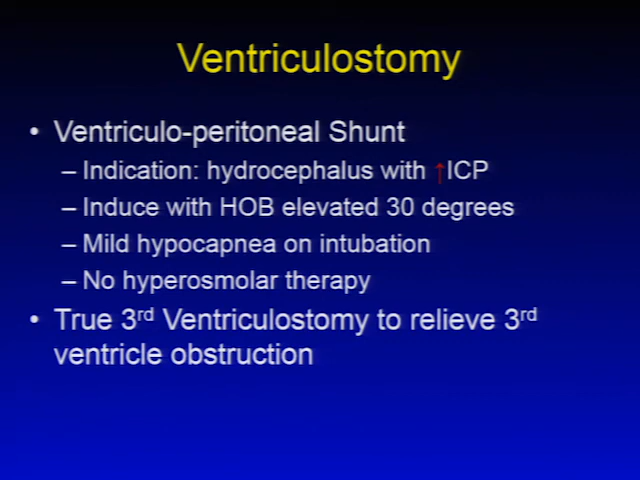 Ventriculostomy
• Ventriculo-peritoneal Shunt
– Indication: hydrocephalus with ↑ICP
– Induce with HOB elevated 30 degrees
– Mild hypocapnea on intubation
– No hyperosmolar therapy
• True 3rd Ventriculostomy to relieve 3rd
ventricle obstruction